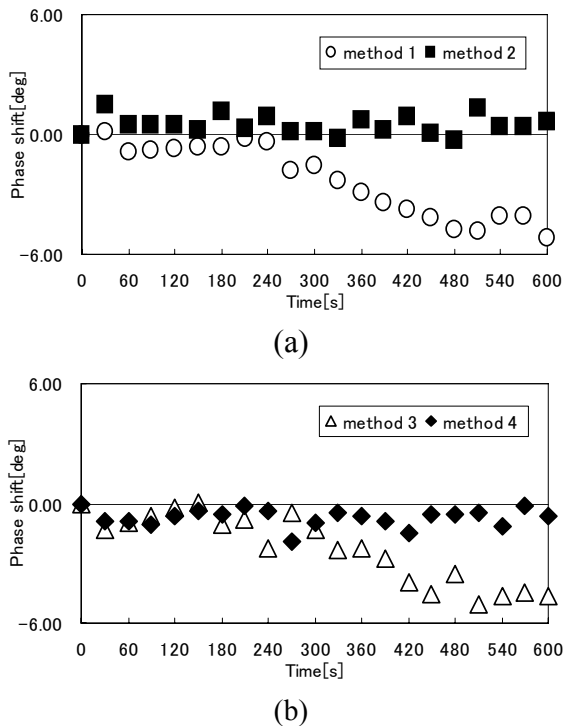 6.00
○ method 1 ■ method 2
0.00
Phase shift[deg]
-6.00
0 60 120 180 240 300 360 420 480 540 600
Time[s]
(a)
6.00
△ method 3 ◆ method 4
0.00
Phase shift[deg]
-6.00
0 60 120 180 240 300 360 420 480 540 600
Time[s]
(b)